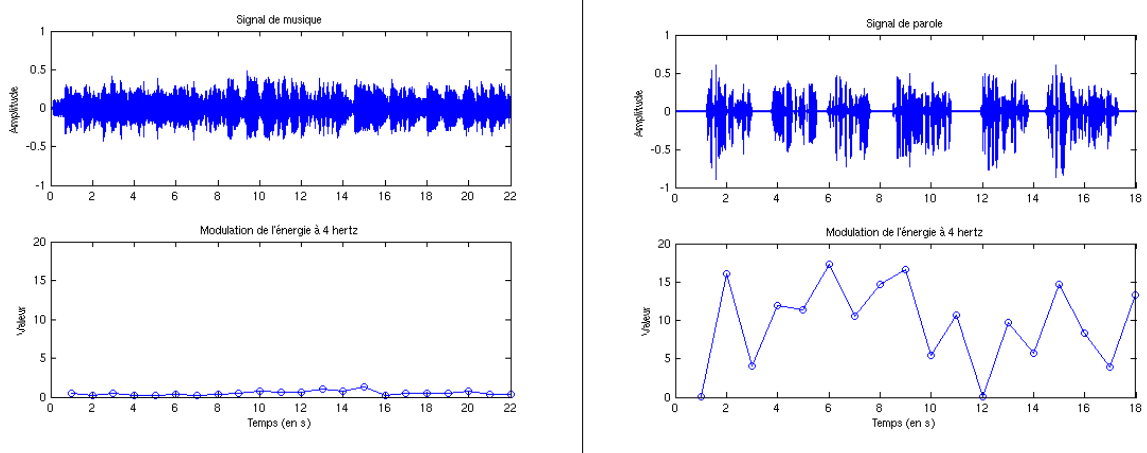 Signal de musique
1
0.5
0
-0.5
-1
Amplitude
0 2 4 6 8 10 12 14 16 18 20 22
Modulation de l'énergie à 4 hertz
20
15
10
5
0
Valeur
0 2 4 6 8 10 12 14 16 18 20 22
Temps (en s)
Signal de parole
1
0.5
0
-0.5
-1
Amplitude
0 2 4 6 8 10 12 14 16 18
Modulation de l'énergie à 4 hertz
20
15
10
5
0
Valeur
0 2 4 6 8 10 12 14 16 18
Temps (en s)